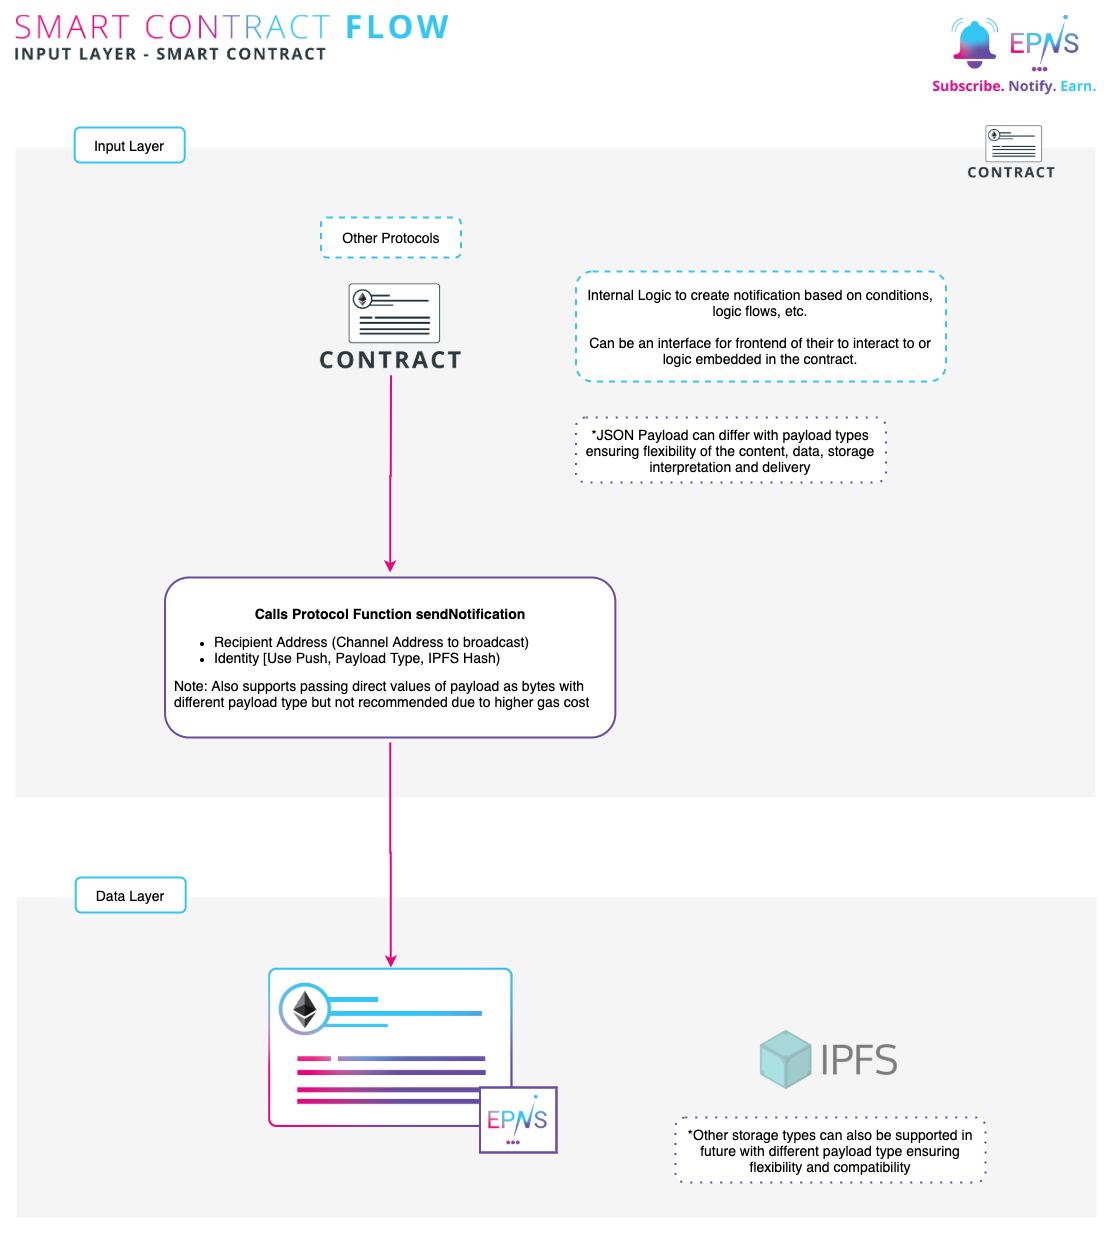 SMART CONTRACT FLOW
INPUT LAYER - SMART CONTRACT
EPNS
Subscribe. Notify. Earn.
Input Layer
CONTRACT
Other Protocols
CONTRACT
Internal Logic to create notification based on conditions,
logic flows, etc.
Can be an interface for frontend of their to interact to or
logic embedded in the contract.
*JSON Payload can differ with payload types
ensuring flexibility of the content, data, storage
interpretation and delivery
Calls Protocol Function sendNotification
• Recipient Address (Channel Address to broadcast)
• Identity [Use Push, Payload Type, IPFS Hash)
Note: Also supports passing direct values of payload as bytes with
different payload type but not recommended due to higher gas cost
Data Layer
EPNS
IPFS
*Other storage types can also be supported in
future with different payload type ensuring
flexibility and compatibility